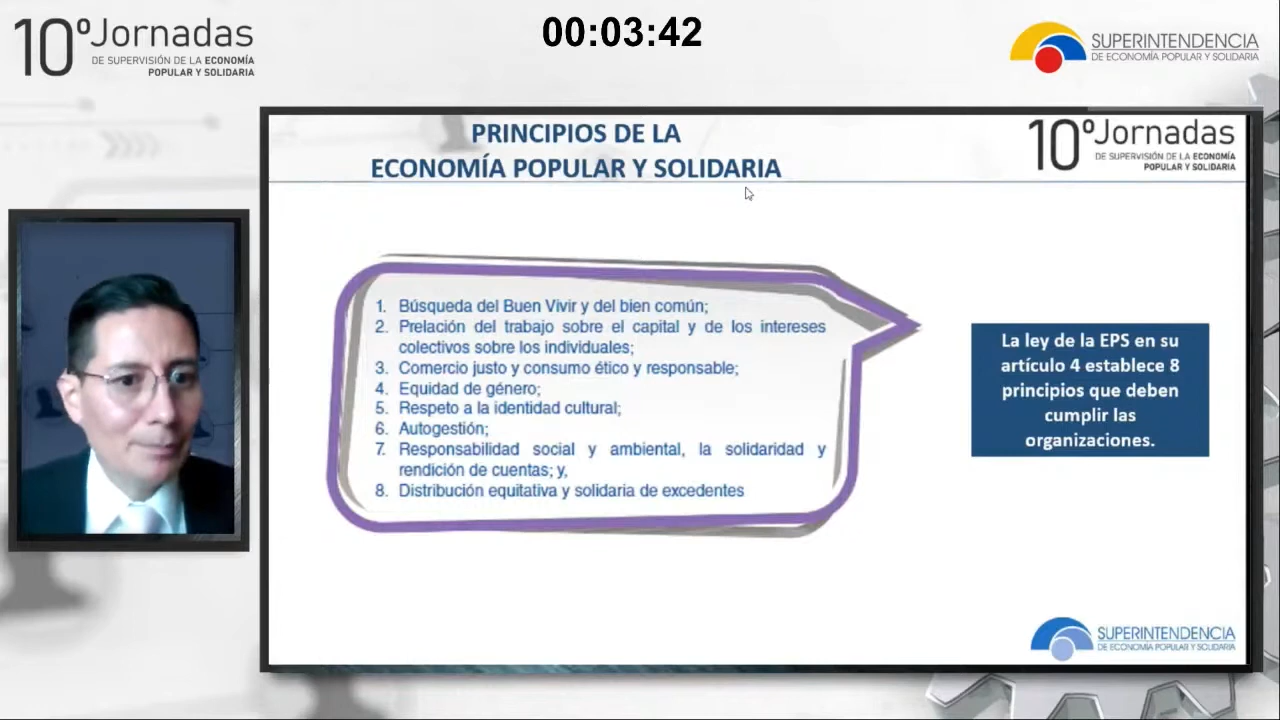 10º Jornadas
DE SUPERVISIÓN DE LA ECONOMÍA
POPULAR Y SOLIDARIA
00:03:42
SUPERINTENDENCIA
DE ECONOMÍA POPULAR Y SOLIDARIA
PRINCIPIOS DE LA
ECONOMÍA POPULAR Y SOLIDARIA
10º Jornadas
DE SUPERVISIÓN DE LA ECONOMÍA
POPULAR Y SOLIDARIA
1. Búsqueda del Buen Vivir y del bien común;
2. Prelación del trabajo sobre el capital y de los intereses
colectivos sobre los individuales;
3. Comercio justo y consumo ético y responsable;
4. Equidad de género;
5. Respeto a la identidad cultural;
6. Autogestión;
7. Responsabilidad social y ambiental, la solidaridad y
rendición de cuentas; y,
8. Distribución equitativa y solidaria de excedentes
La ley de la EPS en su
artículo 4 establece 8
principios que deben
cumplir las
organizaciones.
SUPERINTENDENCIA
DE ECONOMÍA POPULAR Y SOLIDARIA